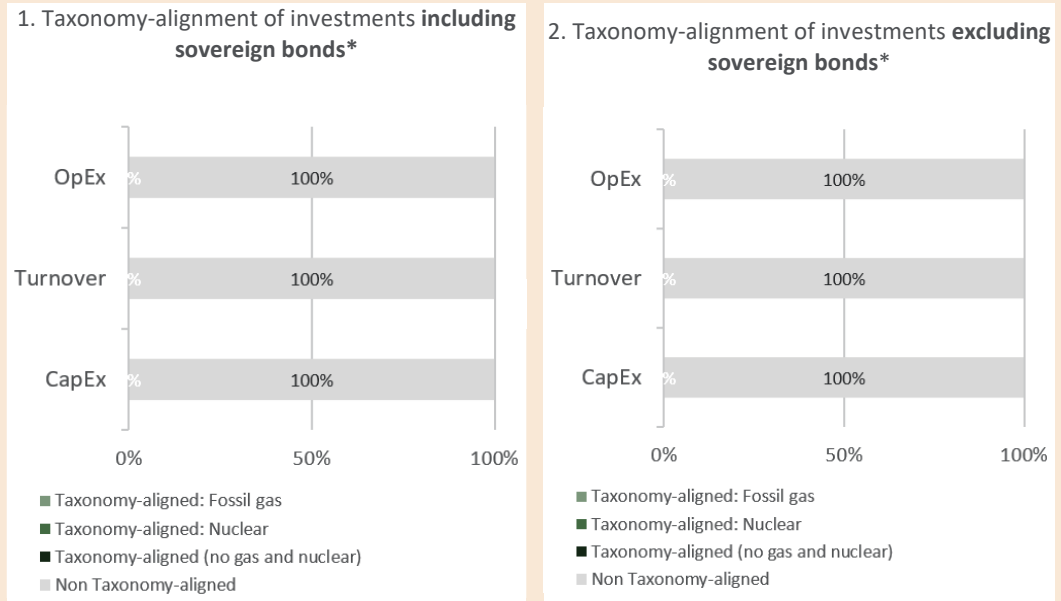 1. Taxonomy-alignment of investments including
sovereign bonds*
OpEx
%
100%
Turnover
%
100%
CapEx
%
100%
0%
50%
100%
Taxonomy-aligned: Fossil gas
Taxonomy-aligned: Nuclear
Taxonomy-aligned (no gas and nuclear)
Non Taxonomy-aligned
2. Taxonomy-alignment of investments excluding
sovereign bonds*
OpEx
%
100%
Turnover
%
100%
CapEx
%
100%
0%
50%
100%
Taxonomy-aligned: Fossil gas
Taxonomy-aligned: Nuclear
Taxonomy-aligned (no gas and nuclear)
Non Taxonomy-aligned